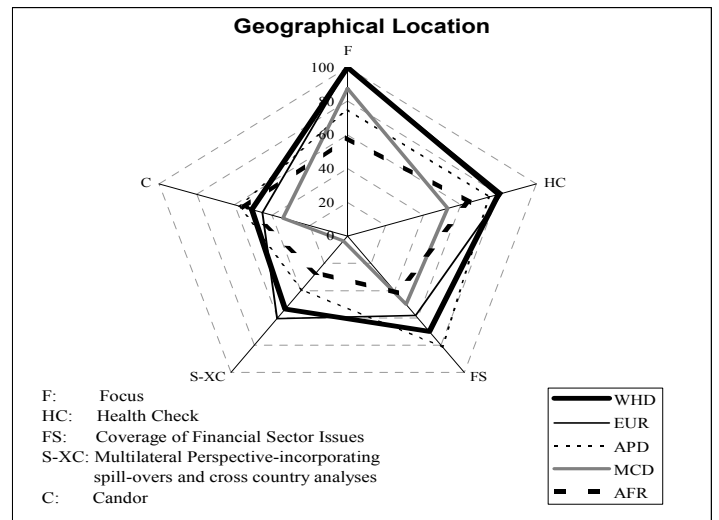 Geographical Location
F
100
80
60
40
20
0
C
HC
S-XC
FS
F: Focus
HC: Health Check
FS: Coverage of Financial Sector Issues
S-XC: Multilateral Perspective-incorporating
spill-overs and cross country analyses
C: Candor
WHD
EUR
APD
MCD
AFR